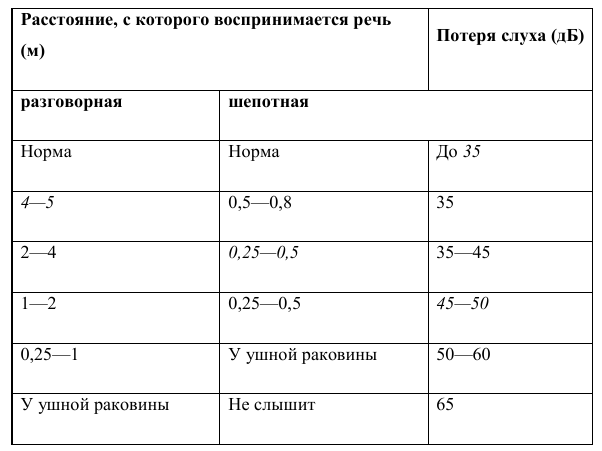 Расстояние, с которого воспринимается речь
(м)
Потеря слуха (дБ)
разговорная шепотная
Норма Норма До 35
4—5 0,5—0,8 35
2—4 0,25—0,5 35—45
1—2 0,25—0,5 45—50
0,25—1 У ушной раковины 50—60
У ушной раковины Не слышит 65